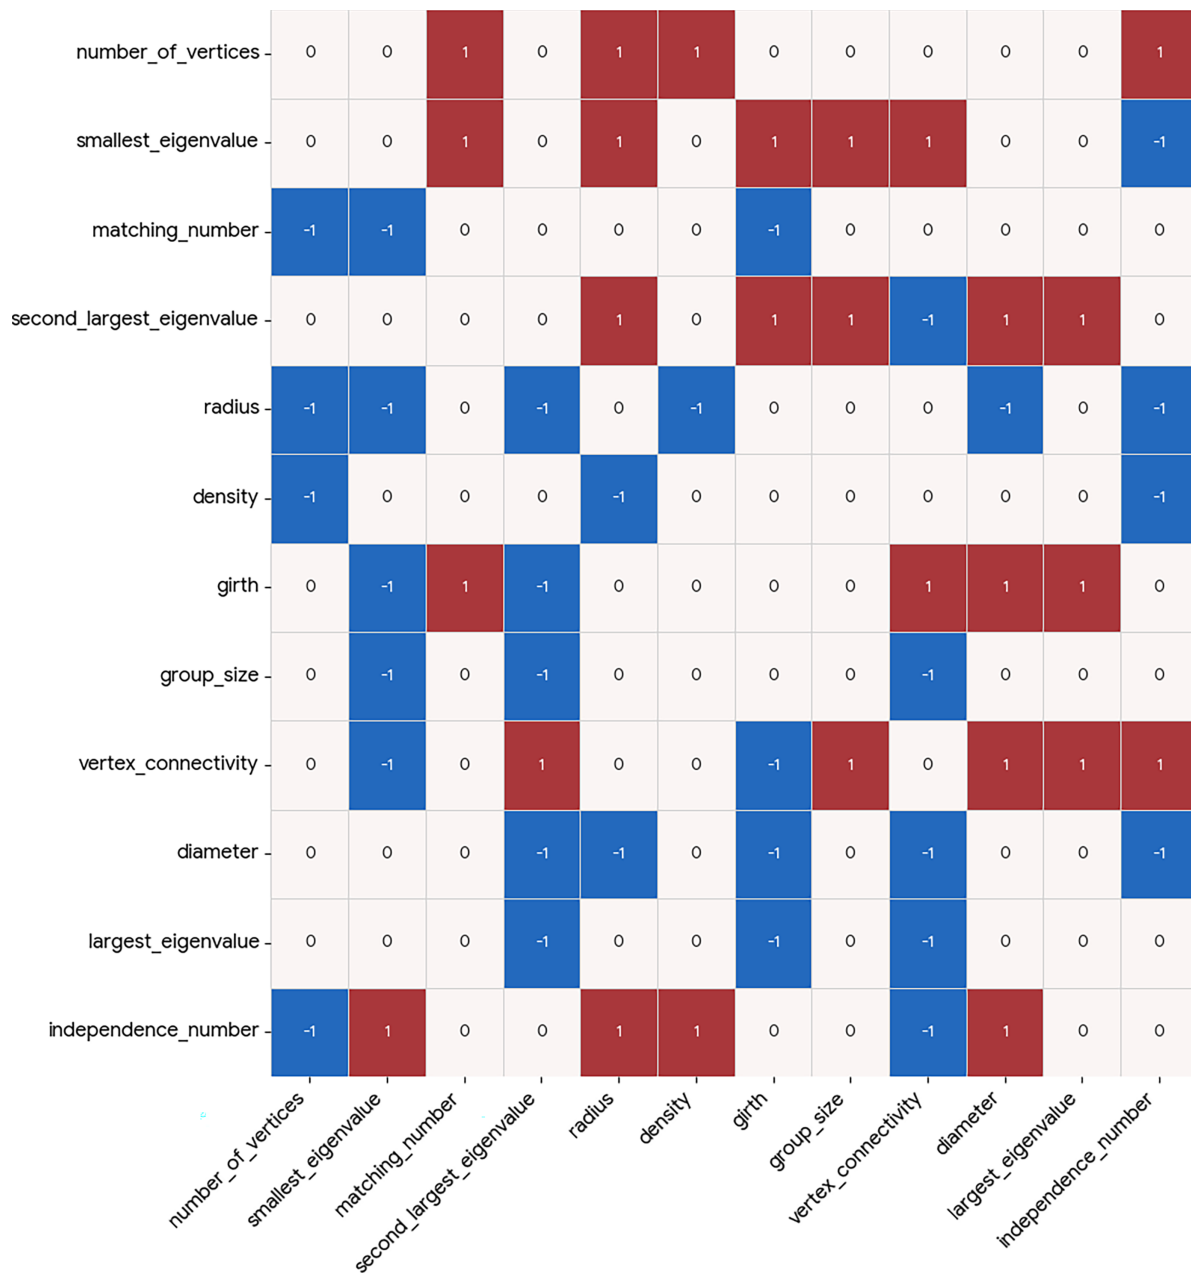 number_of_vertices 0 0 1 0 1 1 0 0 0 0 0 1
smallest_eigenvalue 0 0 1 0 1 0 1 1 1 0 0 -1
matching_number -1 -1 0 0 0 0 -1 0 0 0 0 0
second_largest_eigenvalue 0 0 0 0 1 0 1 1 -1 1 1 0
radius -1 -1 0 -1 0 -1 0 0 0 -1 0 -1
density -1 0 0 0 -1 0 0 0 0 0 0 -1
girth 0 -1 1 -1 0 0 0 0 1 1 1 0
group_size 0 -1 0 -1 0 0 0 0 -1 0 0 0
vertex_connectivity 0 -1 0 1 0 0 -1 1 0 1 1 1
diameter 0 0 0 -1 -1 0 -1 0 -1 0 0 -1
largest_eigenvalue 0 0 0 -1 0 0 -1 0 -1 0 0 0
independence_number -1 1 0 0 1 1 0 0 -1 1 0 0
number_of_vertices
smallest_eigenvalue
matching_number
second_largest_eigenvalue
radius
density
girth
group_size
vertex_connectivity
diameter
largest_eigenvalue
independence_number